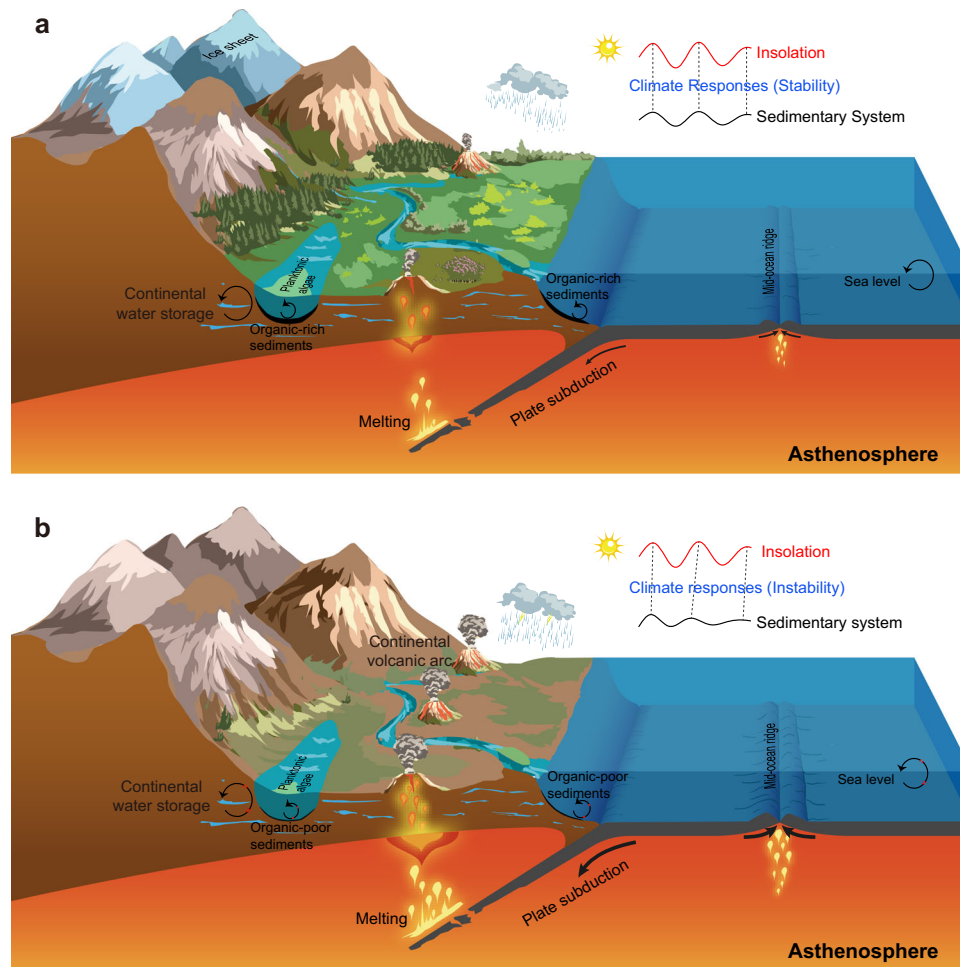 a
Ice sheet
Insolation
Climate Responses (Stability)
Sedimentary System
Planktonic
algae
Continental
water storage
Organic-rich
sediments
Organic-rich
sediments
Mid-ocean ridge
Sea level
Melting
Plate subduction
Asthenosphere
b
Insolation
Climate responses (Instability)
Sedimentary system
Continental
volcanic arc
Planktonic
algae
Continental
water storage
Organic-poor
sediments
Organic-poor
sediments
Mid-ocean ridge
Sea level
Melting
Plate subduction
Asthenosphere